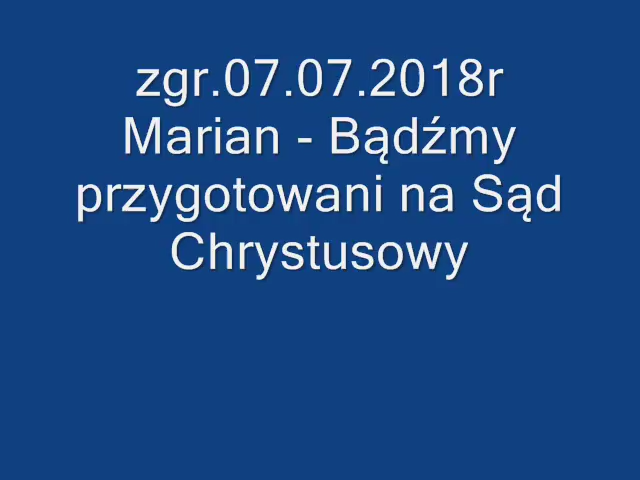 zgr.07.07.2018r
Marian - Bądźmy
przygotowani na Sąd
Chrystusowy